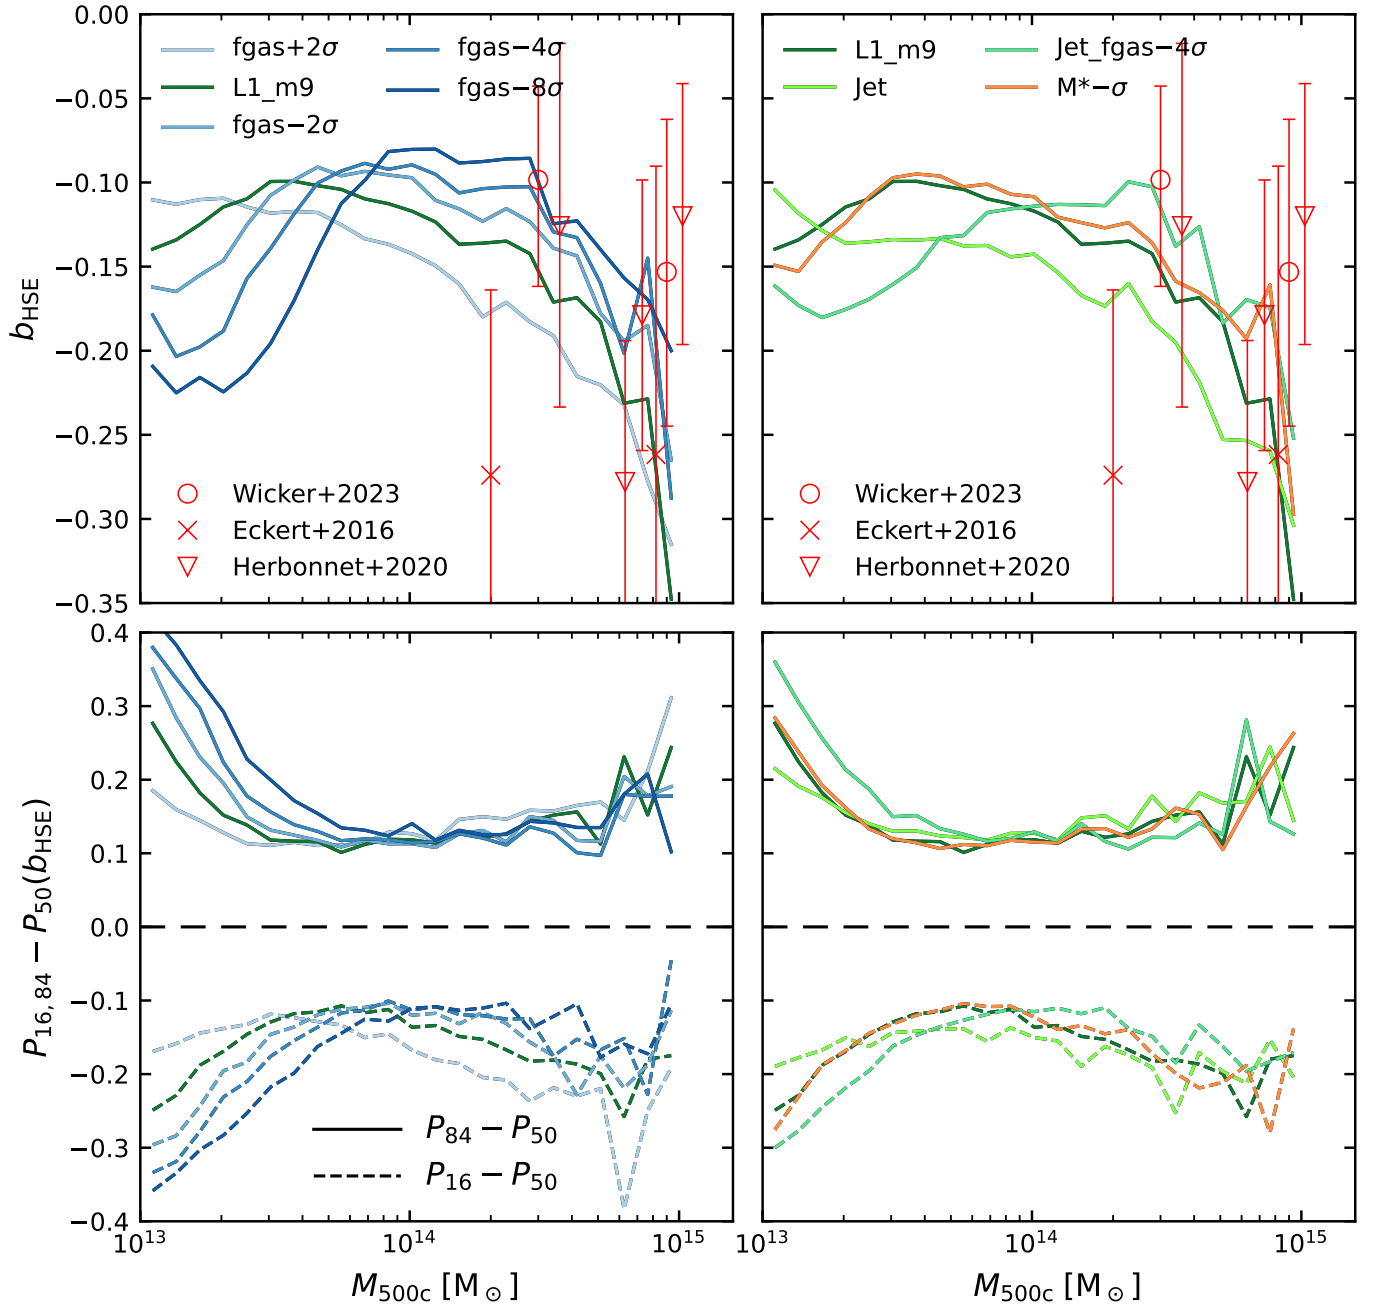 0.00
−0.05
−0.10
−0.15
−0.20
−0.25
−0.30
−0.35
b_HSE
fgas+2σ
L1_m9
fgas−2σ
fgas−4σ
fgas−8σ
Wicker+2023
Eckert+2016
Herbonnet+2020
L1_m9
Jet
Jet_fgas−4σ
M*−σ
Wicker+2023
Eckert+2016
Herbonnet+2020
0.4
0.3
0.2
0.1
0.0
−0.1
−0.2
−0.3
−0.4
P_16, 84 − P_50(b_HSE)
P_84 − P_50
P_16 − P_50
10^13
10^14
10^15
M_500c [M_⊙]
10^13
10^14
10^15
M_500c [M_⊙]